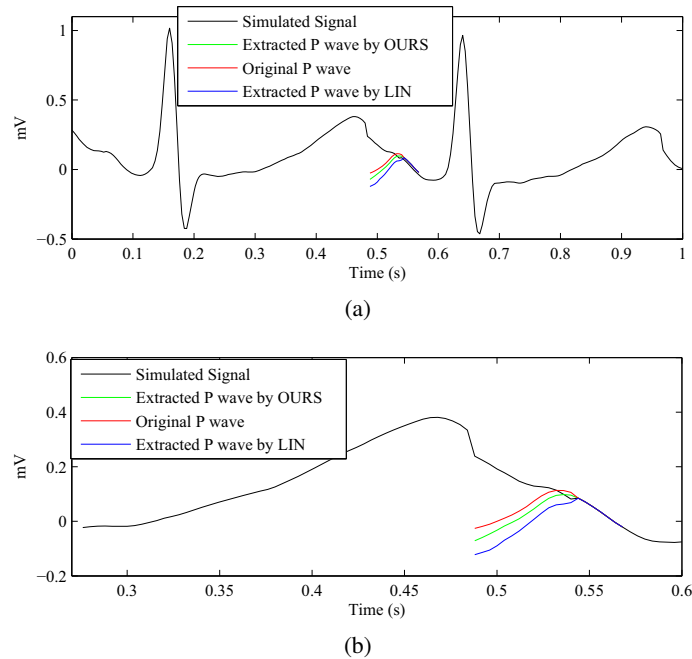 Simulated Signal
Extracted P wave by OURS
Original P wave
Extracted P wave by LIN
mV
1
0.5
0
−0.5
0 0.1 0.2 0.3 0.4 0.5 0.6 0.7 0.8 0.9 1
Time (s)
(a)
Simulated Signal
Extracted P wave by OURS
Original P wave
Extracted P wave by LIN
mV
0.6
0.4
0.2
0
−0.2
0.3 0.35 0.4 0.45 0.5 0.55 0.6
Time (s)
(b)